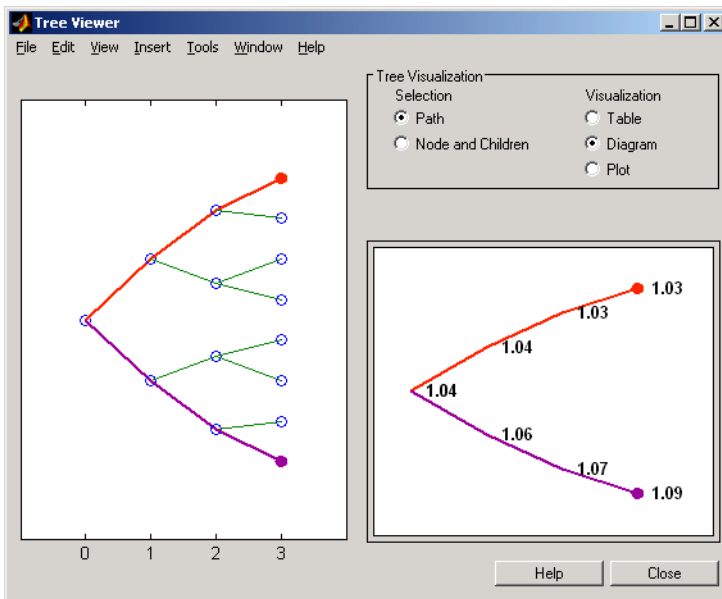 Tree Viewer
File Edit View Insert Tools Window Help
Tree Visualization
Selection
Path
Node and Children
Visualization
Table
Diagram
Plot
0 1 2 3
1.03
1.03
1.04
1.04
1.06
1.07
1.09
Help Close